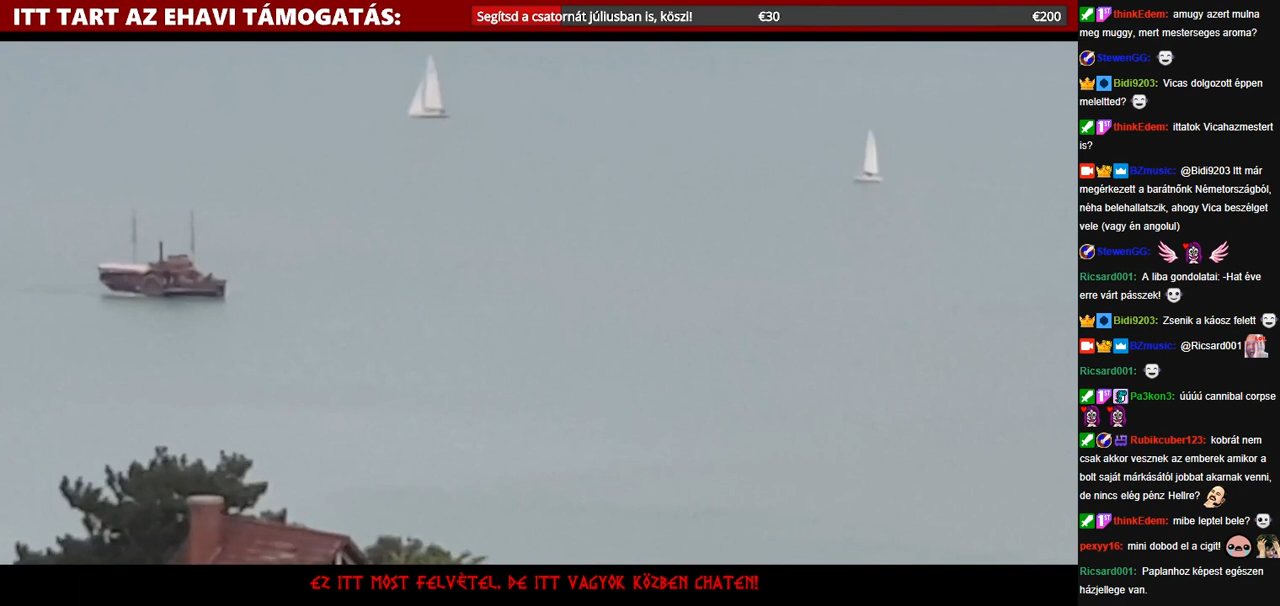 ITT TART AZ EHAVI TÁMOGATÁS:
Segítsd a csatornát júliusban is, köszi! €30 €200
thinkEdem: amugy azert mulna
meg muggy, mert mesterseges aroma?
StewenGG:
Bidi9203: Vicas dolgozott éppen
meleltted?
thinkEdem: ittatok Vicahazmestert
is?
BZmusic: @Bidi9203 Itt már
megérkezett a barátnőnk Németországból,
néha belehallatszik, ahogy Vica beszélget
vele (vagy én angolul)
StewenGG:
Ricsard001: A liba gondolatai: -Hat éve
erre várt pásszek!
Bidi9203: Zsenik a káosz felett
BZmusic: @Ricsard001
Ricsard001:
Pa3kon3: úúúú cannibal corpse
Rubikcuber123: kobrát nem
csak akkor vesznek az emberek amikor a
bolt saját márkásától jobbat akarnak venni,
de nincs elég pénz Hellre?
thinkEdem: mibe leptel bele?
pexyy16: mini dobod el a cigit!
Ricsard001: Paplanhoz képest egészen
házjellege van.
EZ ITT MOST FELVÉTEL, DE ITT VAGYOK KÖZBEN CHATEN!